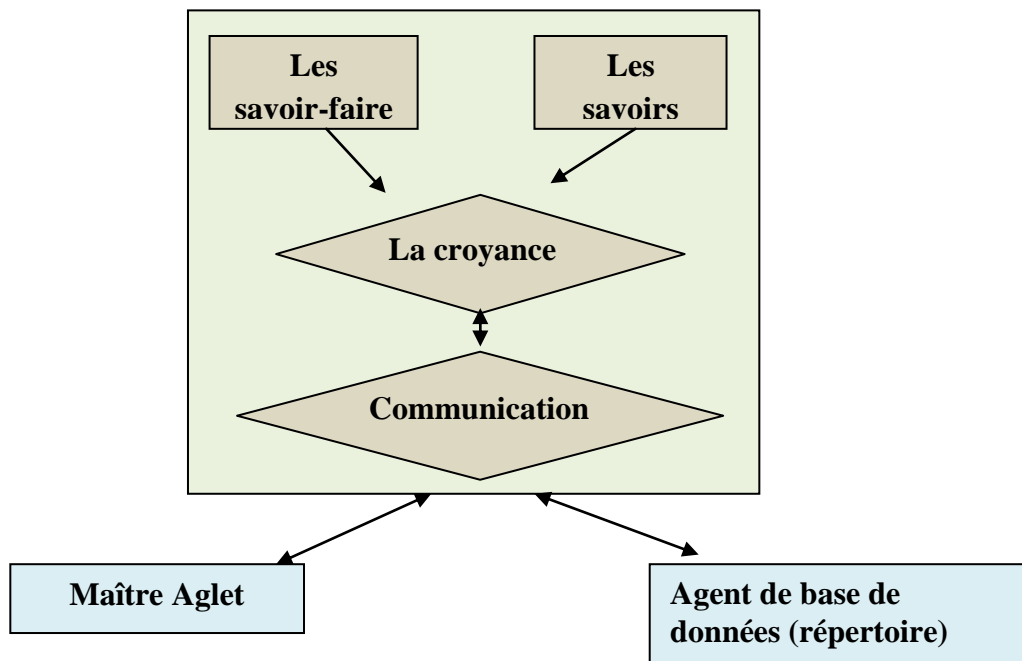 Les
savoir-faire
Les
savoirs
La croyance
Communication
Maître Aglet
Agent de base de
données (répertoire)